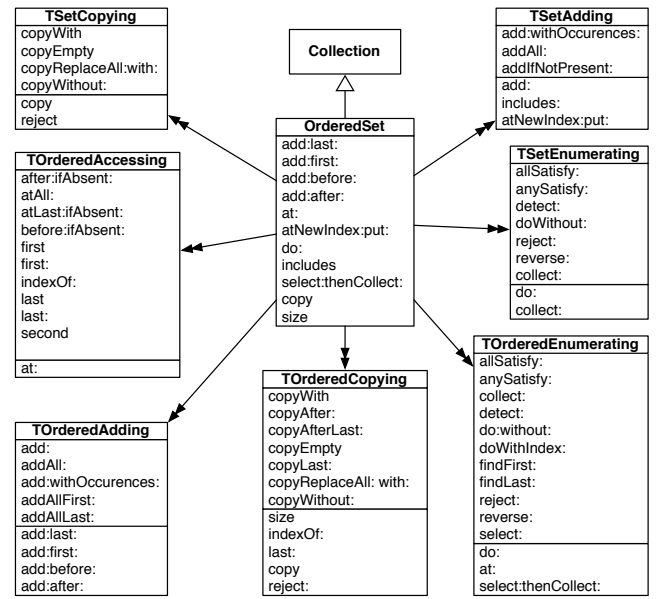 TSetCopying
copyWith
copyEmpty
copyReplaceAll:with:
copyWithout:
copy
reject
Collection
TSetAdding
add:withOccurences:
addAll:
addIfNotPresent:
add:
includes:
atNewIndex:put:
OrderedSet
add:last:
add:first:
add:before:
add:after:
at:
atNewIndex:put:
do:
includes
select:thenCollect:
copy
size
TOrderedAccessing
after:ifAbsent:
atAll:
atLast:ifAbsent:
before:ifAbsent:
first
first:
indexOf:
last
last:
second
at:
TSetEnumerating
allSatisfy:
anySatisfy:
detect:
doWithout:
reject:
reverse:
collect:
do:
collect:
TOrderedAdding
add:
addAll:
add:withOccurences:
addAllFirst:
addAllLast:
add:last:
add:first:
add:before:
add:after:
TOrderedCopying
copyWith
copyAfter:
copyAfterLast:
copyEmpty
copyLast:
copyReplaceAll: with:
copyWithout:
size
indexOf:
last:
copy
reject:
TOrderedEnumerating
allSatisfy:
anySatisfy:
collect:
detect:
do:without:
doWithIndex:
findFirst:
findLast:
reject:
reverse:
select:
do:
at:
select:thenCollect: